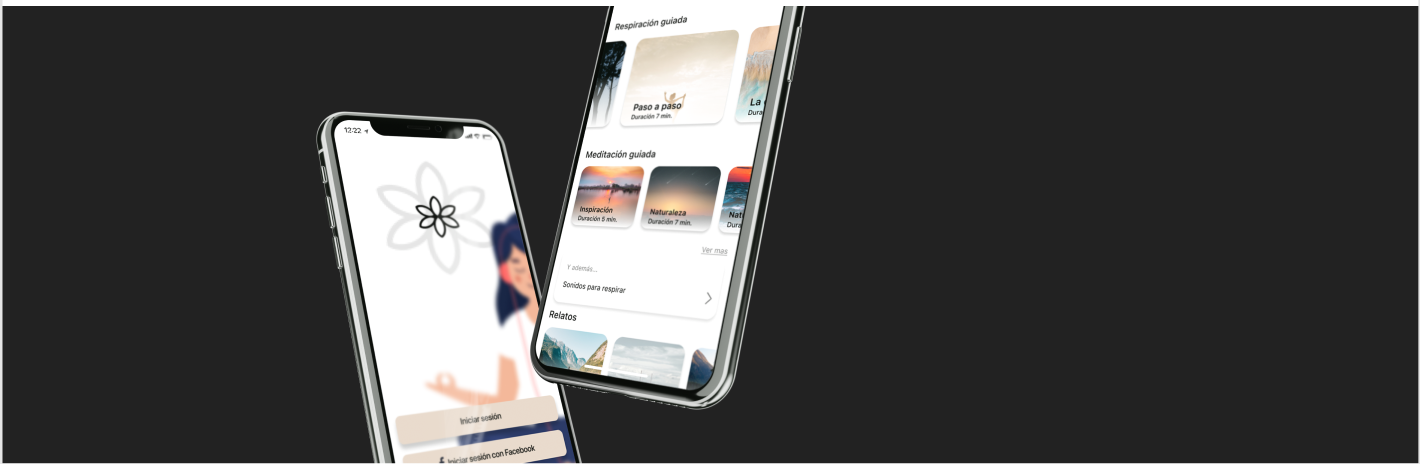 12:22
Iniciar sesión
Iniciar sesión con Facebook
Respiración guiada
Paso a paso
Duración 7 min.
La
Dura
Meditación guiada
Inspiración
Duración 5 min.
Naturaleza
Duración 7 min.
Nat
Dura
Ver mas
Y además...
Sonidos para respirar
Relatos